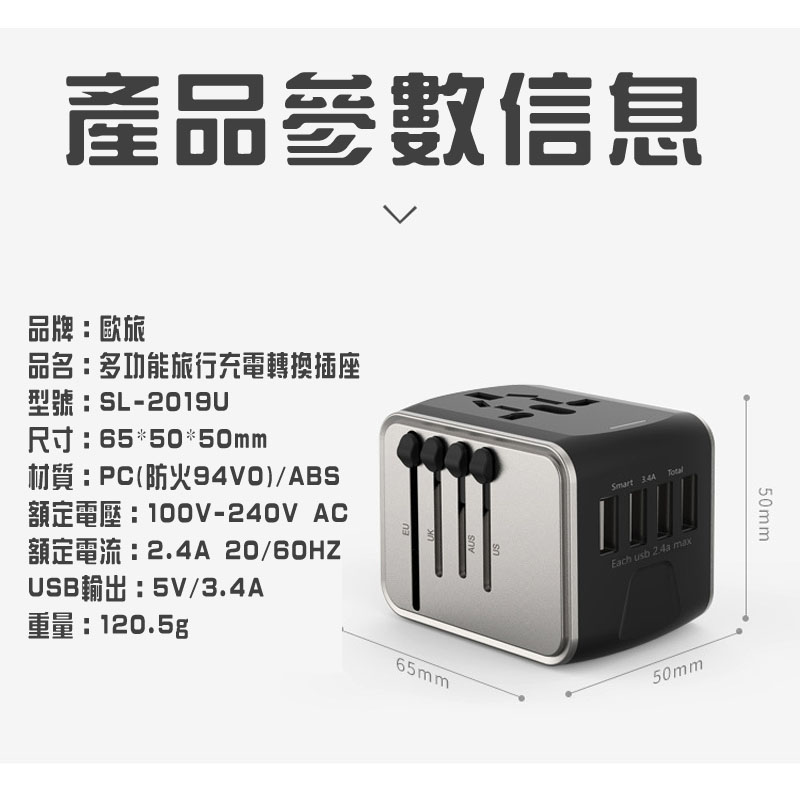 產品參數信息
品牌：歐旅
品名：多功能旅行充電轉換插座
型號：SL-2019U
尺寸：65*50*50mm
材質：PC(防火94V0)/ABS
額定電壓：100V-240V AC
額定電流：2.4A 20/60HZ
USB輸出：5V/3.4A
重量：120.5g
EU
UK
AUS
US
Smart 3.4A Total
Each usb 2.4a max
50mm
65mm
50mm